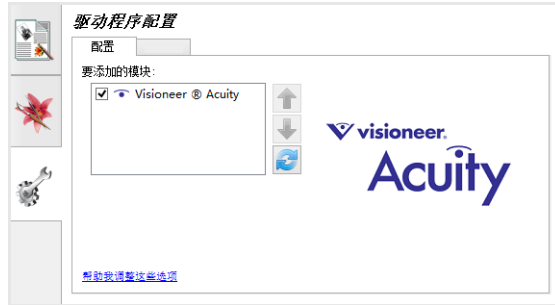 驱动程序配置
配置
要添加的模块:
Visioneer ® Acuity
visioneer.
Acuity
帮助我调整这些选项